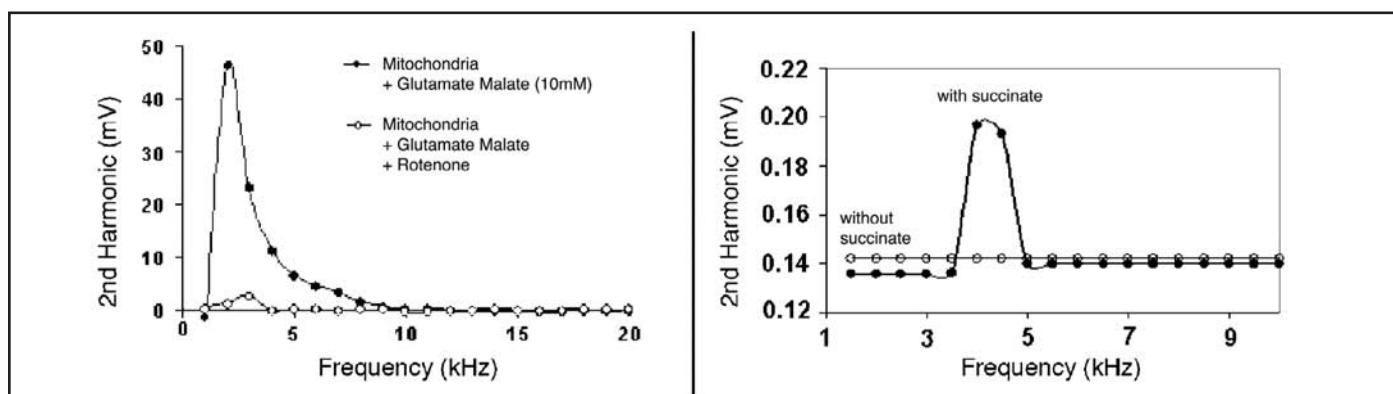 50
40
30
20
10
0
2nd Harmonic (mV)
Mitochondria
+ Glutamate Malate (10mM)
Mitochondria
+ Glutamate Malate
+ Rotenone
0 5 10 15 20
Frequency (kHz)
0.22
0.20
0.18
0.16
0.14
0.12
2nd Harmonic (mV)
with succinate
without
succinate
1 3 5 7 9
Frequency (kHz)